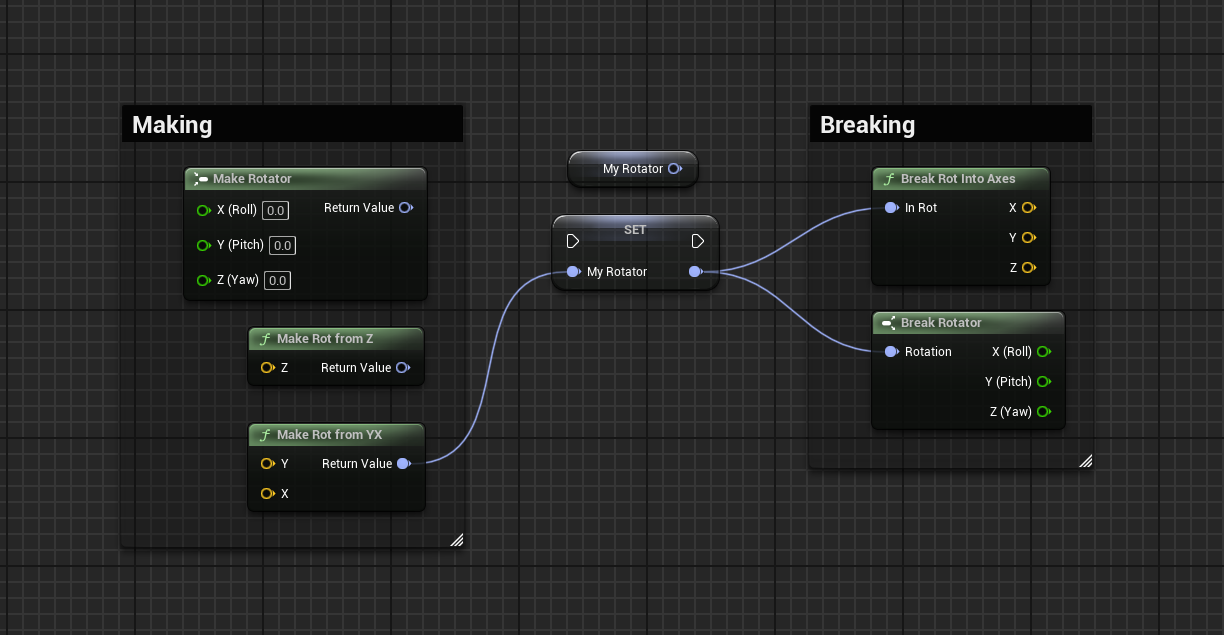 Making
Make Rotator
X (Roll) 0.0 Return Value
Y (Pitch) 0.0
Z (Yaw) 0.0
Make Rot from Z
Z Return Value
Make Rot from YX
Y Return Value
X
My Rotator
SET
My Rotator
Breaking
Break Rot Into Axes
In Rot X
Y
Z
Break Rotator
Rotation X (Roll)
Y (Pitch)
Z (Yaw)